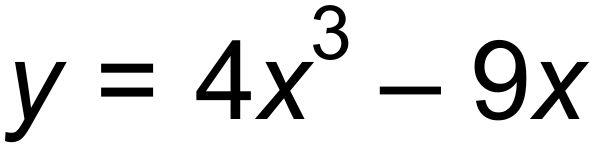 y = 4x³ – 9x